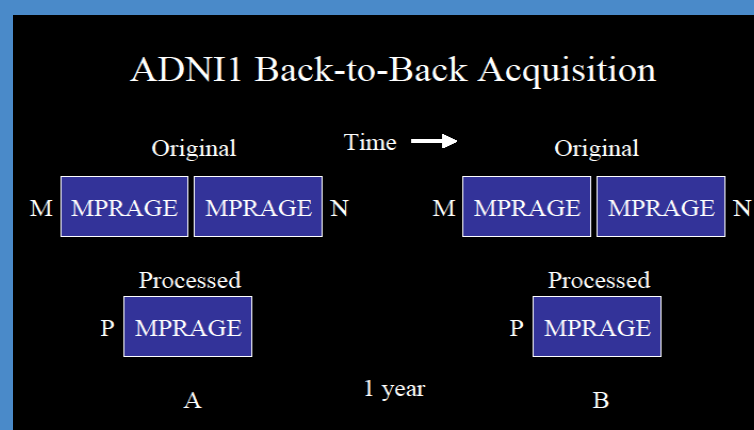 ADNI1 Back-to-Back Acquisition
Original Time Original
M MPRAGE MPRAGE N M MPRAGE MPRAGE N
Processed Processed
P MPRAGE P MPRAGE
A 1 year B